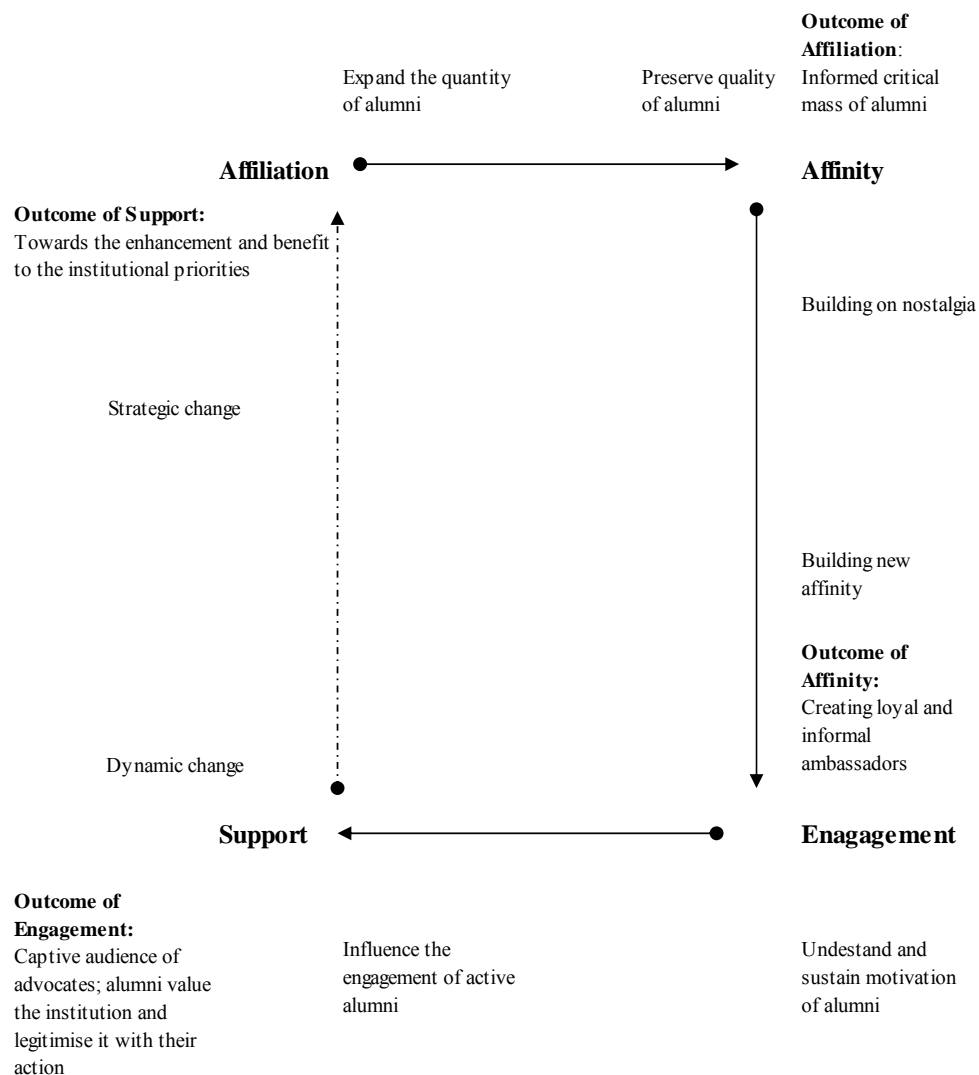 Outcome of
Affiliation:
Informed critical
mass of alumni
Expand the quantity
of alumni
Preserve quality
of alumni
Affiliation
Affinity
Outcome of Support:
Towards the enhancement and benefit
to the institutional priorities
Building on nostalgia
Strategic change
Building new
affinity
Outcome of
Affinity:
Creating loyal and
informal
ambassadors
Dynamic change
Support
Enagagement
Outcome of
Engagement:
Captive audience of
advocates; alumni value
the institution and
legitimise it with their
action
Influence the
engagement of active
alumni
Undestand and
sustain motivation
of alumni